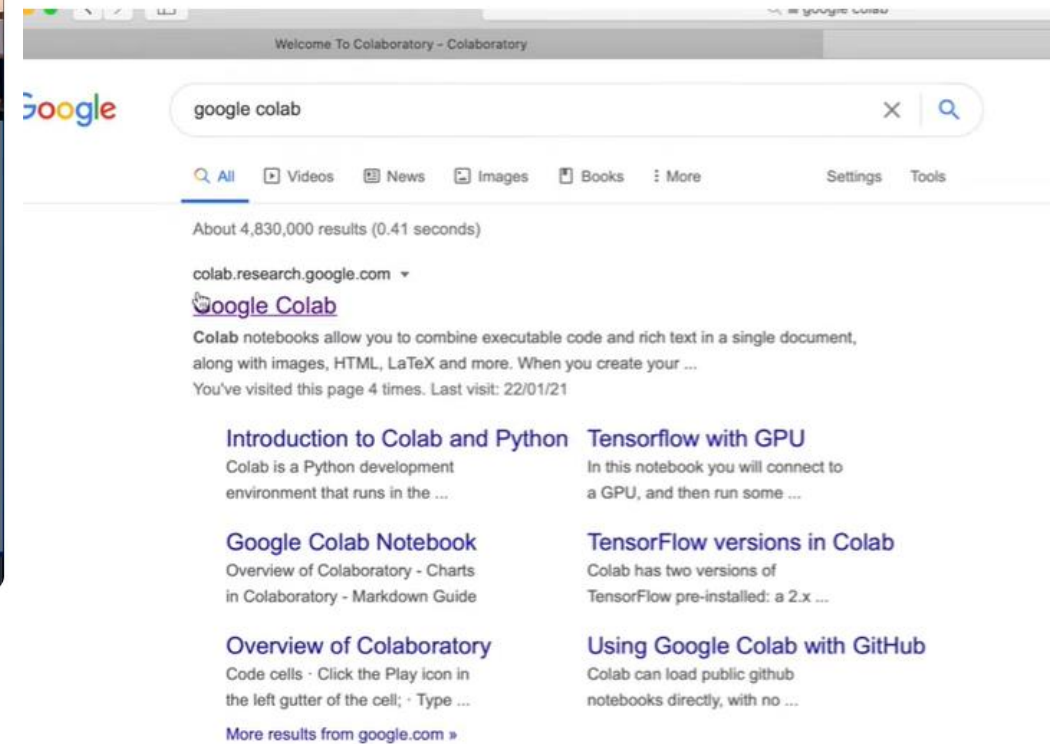 google colab
Welcome To Colaboratory - Colaboratory
Google
google colab
All Videos News Images Books More Settings Tools
About 4,830,000 results (0.41 seconds)
colab.research.google.com
Google Colab
Colab notebooks allow you to combine executable code and rich text in a single document,
along with images, HTML, LaTeX and more. When you create your ...
You've visited this page 4 times. Last visit: 22/01/21
Introduction to Colab and Python
Colab is a Python development
environment that runs in the ...
Tensorflow with GPU
In this notebook you will connect to
a GPU, and then run some ...
Google Colab Notebook
Overview of Colaboratory - Charts
in Colaboratory - Markdown Guide
TensorFlow versions in Colab
Colab has two versions of
TensorFlow pre-installed: a 2.x ...
Overview of Colaboratory
Code cells · Click the Play icon in
the left gutter of the cell; · Type ...
Using Google Colab with GitHub
Colab can load public github
notebooks directly, with no ...
More results from google.com »